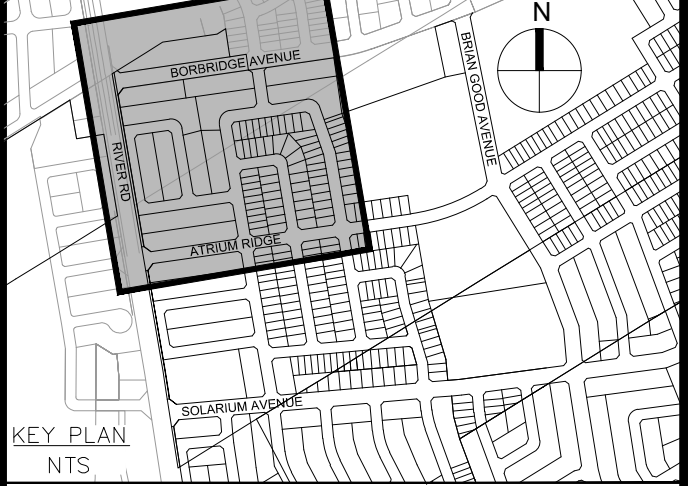 N
BORBRIDGE AVENUE
BRIAN GOOD AVENUE
RIVER RD
ATRIUM RIDGE
SOLARIUM AVENUE
KEY PLAN
NTS